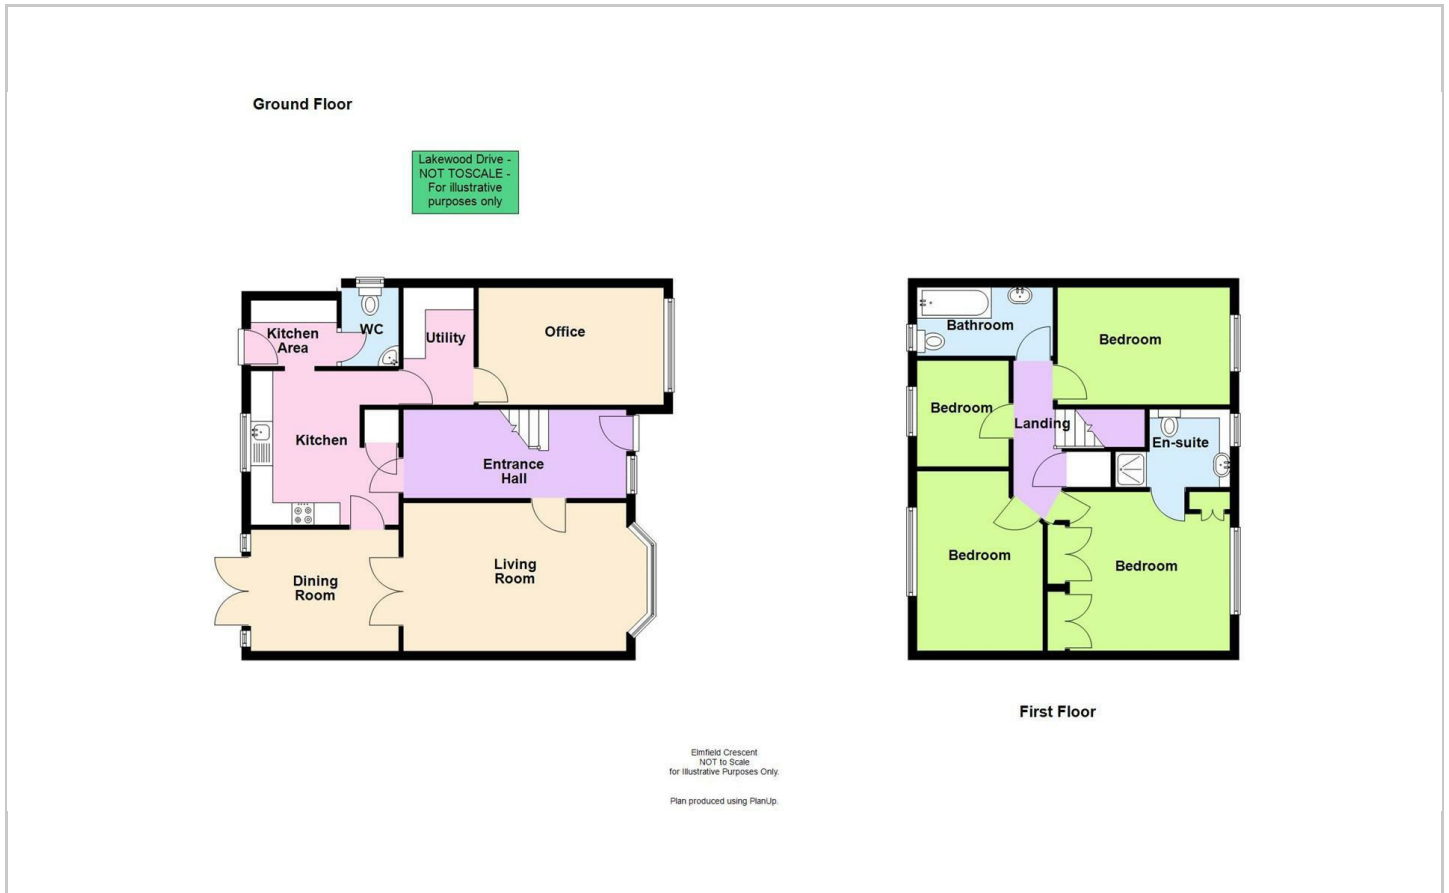 Ground Floor
Lakewood Drive -
NOT TOSCALE -
For illustrative
purposes only
Kitchen
Area
WC
Utility
Office
Kitchen
Entrance
Hall
Dining
Room
Living
Room
Bathroom
Bedroom
Bedroom
Landing
En-suite
Bedroom
Bedroom
First Floor
Elmfield Crescent
NOT to Scale
for Illustrative Purposes Only.
Plan produced using PlanUp.